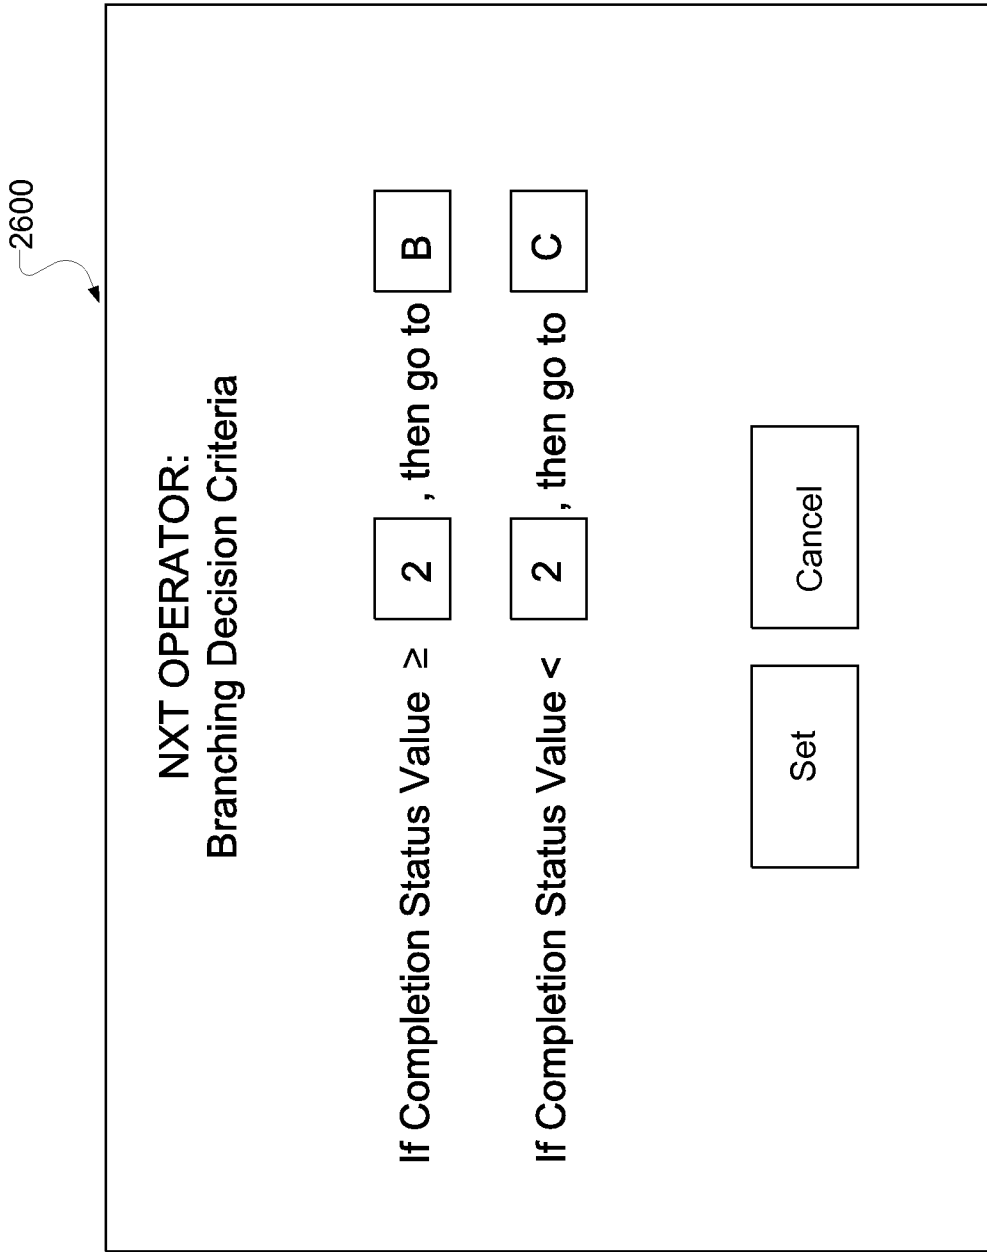 2600
NXT OPERATOR:
Branching Decision Criteria
If Completion Status Value ≥ 2 , then go to B
If Completion Status Value < 2 , then go to C
Set
Cancel